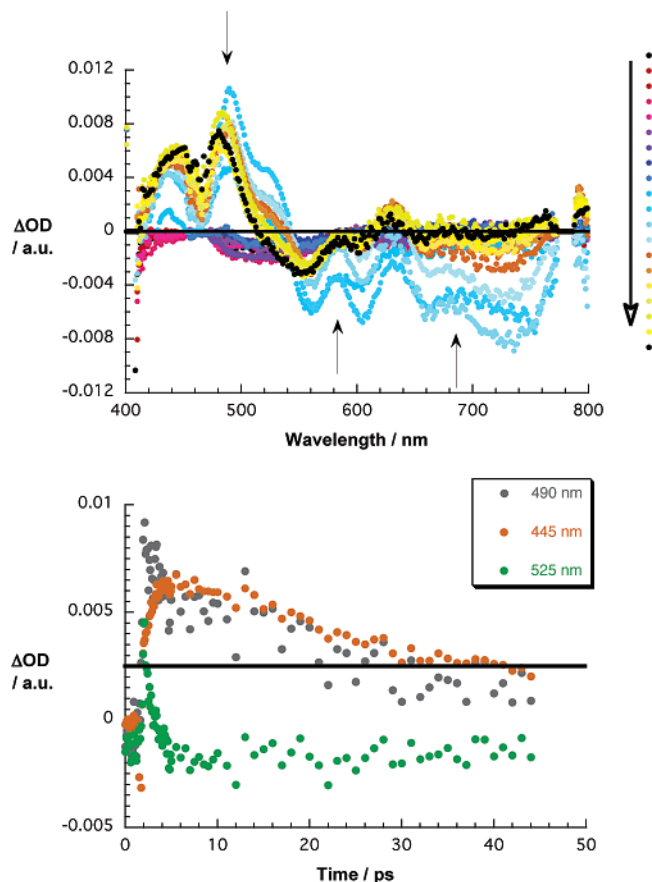 0.012
0.008
0.004
ΔOD
/ a.u.
0
-0.004
-0.008
-0.012
400 500 600 700 800
Wavelength / nm
0.01
490 nm
445 nm
525 nm
0.005
ΔOD
/ a.u.
0
-0.005
0 10 20 30 40 50
Time / ps